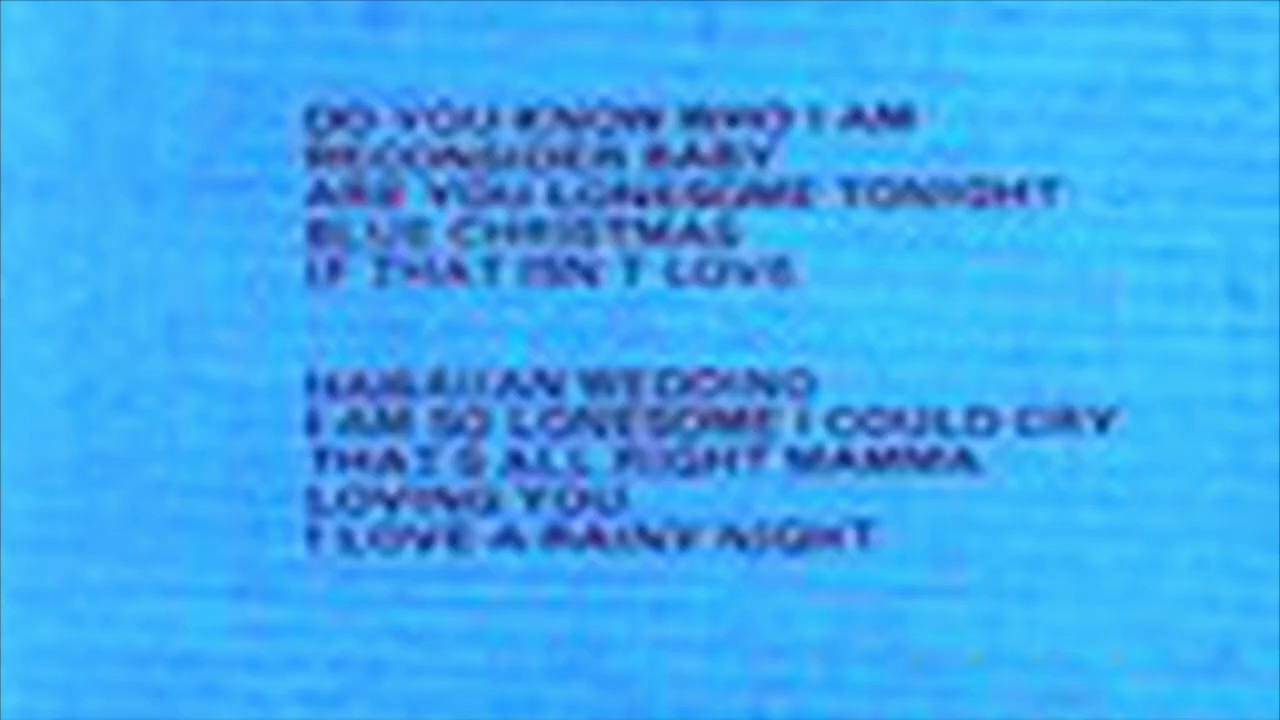 DO YOU KNOW WHO I AM
RECONSIDER BABY
ARE YOU LONESOME TONIGHT
BLUE CHRISTMAS
IF THAT ISN T LOVE
HAWAIIAN WEDDING
I AM SO LONESOME I COULD CRY
THAT S ALL RIGHT MAMMA
LOVING YOU
I LOVE A RAINY NIGHT